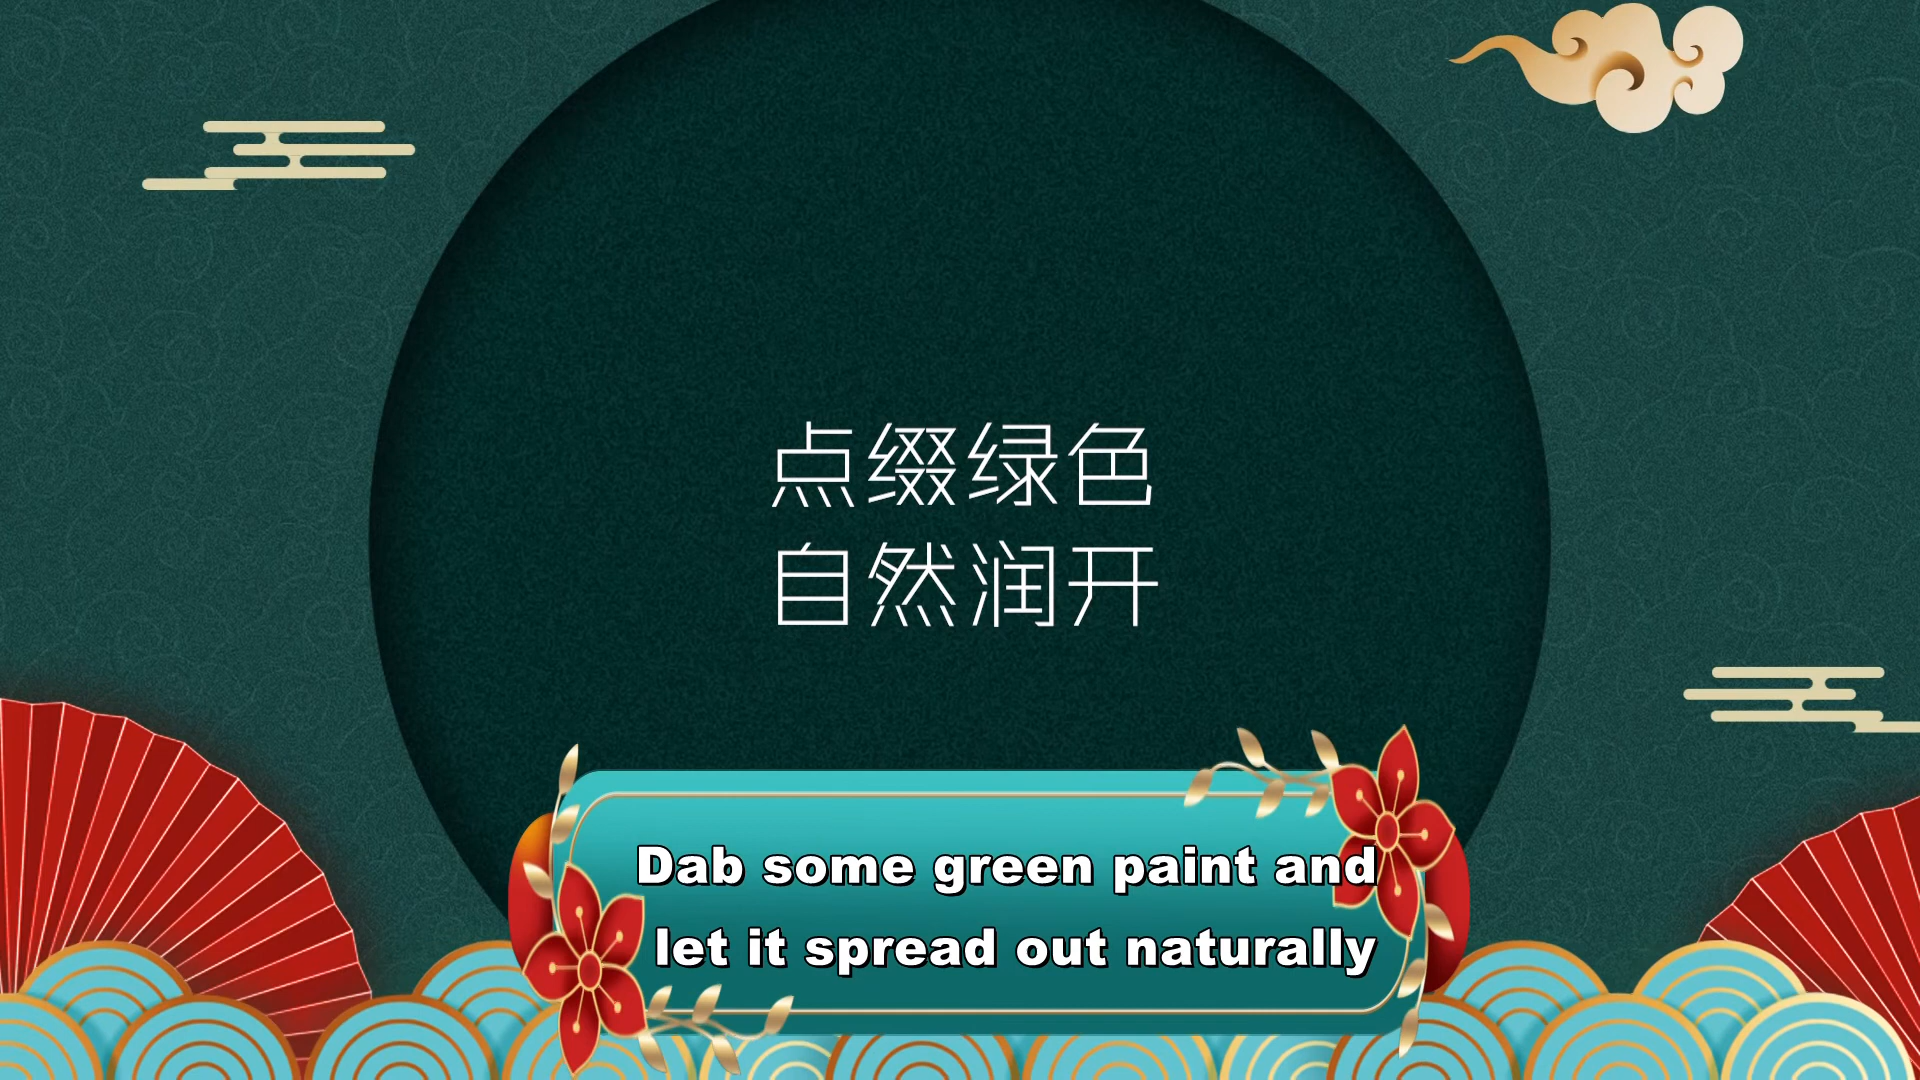 点缀绿色
自然润开
Dab some green paint and
let it spread out naturally